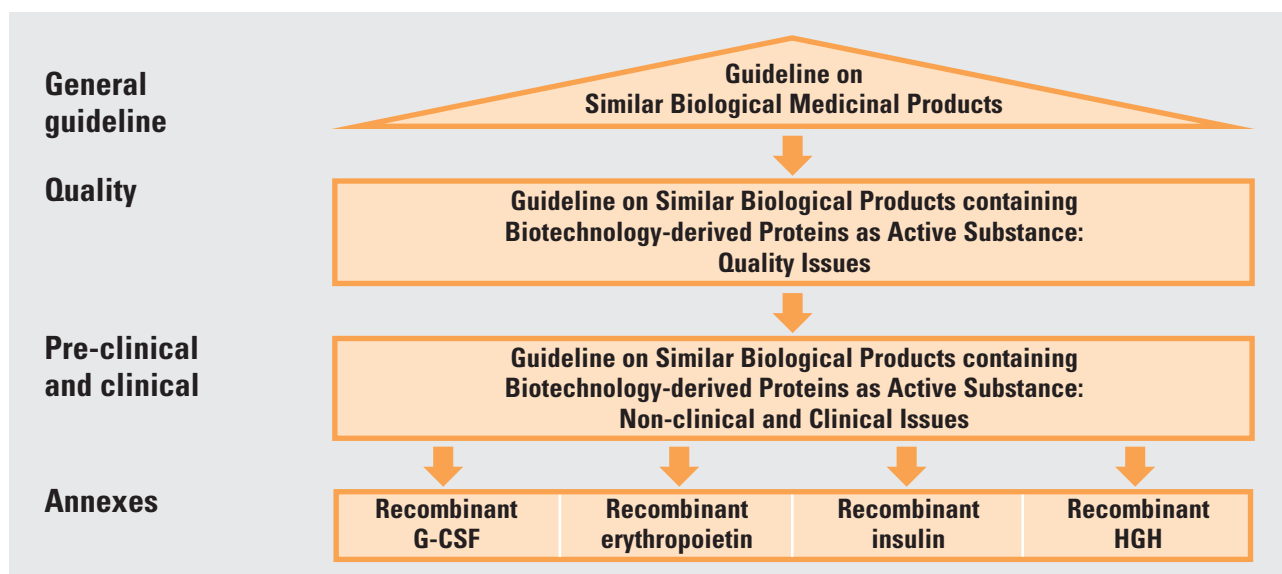 General
guideline
Guideline on
Similar Biological Medicinal Products
Quality
Guideline on Similar Biological Products containing
Biotechnology-derived Proteins as Active Substance:
Quality Issues
Pre-clinical
and clinical
Guideline on Similar Biological Products containing
Biotechnology-derived Proteins as Active Substance:
Non-clinical and Clinical Issues
Annexes
Recombinant
G-CSF
Recombinant
erythropoietin
Recombinant
insulin
Recombinant
HGH